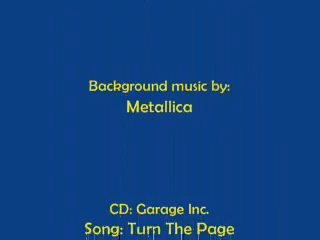 Background music by:
Metallica
CD: Garage Inc.
Song: Turn The Page